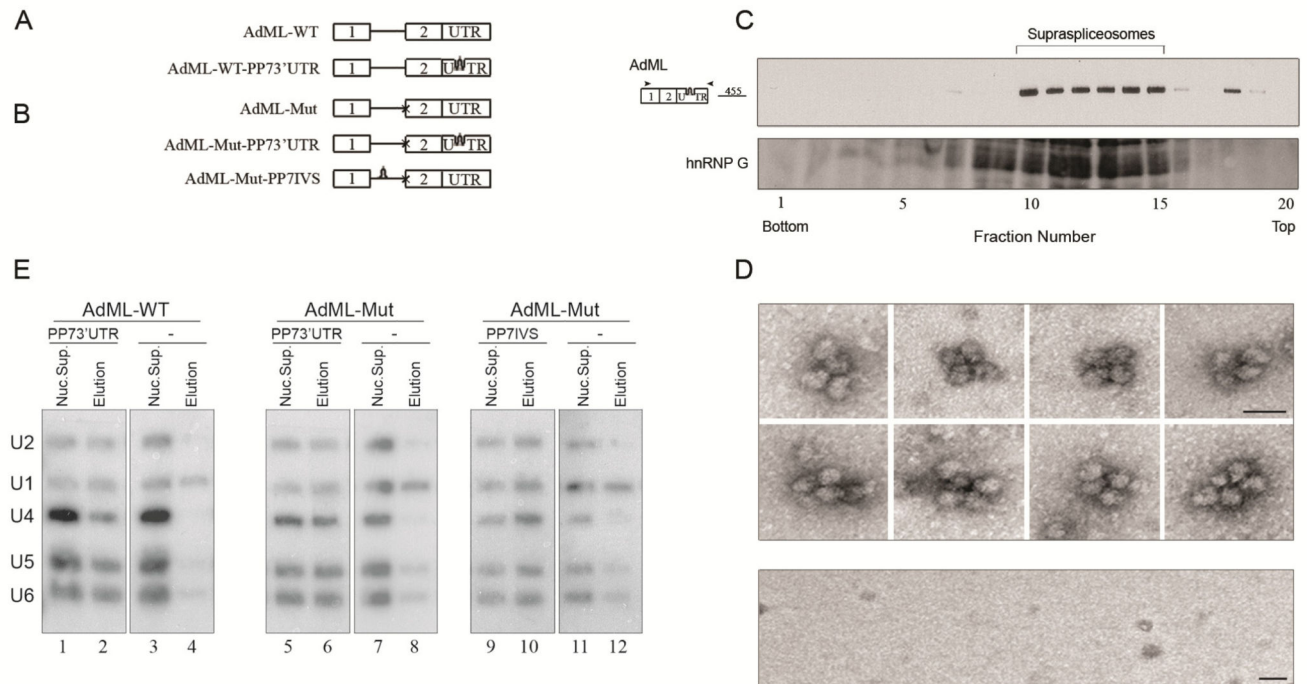 A
AdML-WT
1 2 UTR
AdML-WT-PP73'UTR
1 2 U TR
B
AdML-Mut
1 2 UTR
AdML-Mut-PP73'UTR
1 2 U TR
AdML-Mut-PP7IVS
1 2 UTR
C
Supraspliceosomes
AdML
1 2 U TR 455
hnRNP G
1 5 10 15 20
Bottom Top
Fraction Number
D
E
AdML-WT AdML-Mut AdML-Mut
PP73'UTR - PP73'UTR - PP7IVS -
Nuc.Sup. Elution Nuc.Sup. Elution Nuc.Sup. Elution Nuc.Sup. Elution Nuc.Sup. Elution Nuc.Sup. Elution
U2
U1
U4
U5
U6
1 2 3 4 5 6 7 8 9 10 11 12